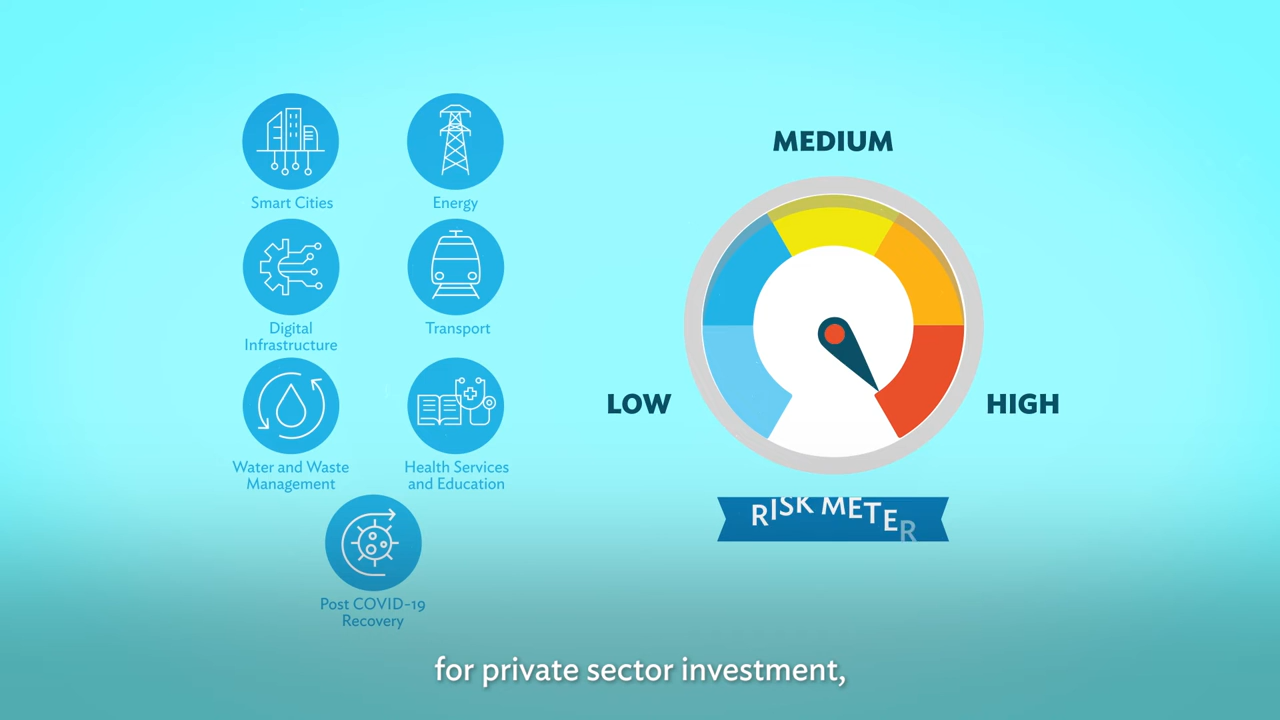 MEDIUM
Smart Cities
Energy
Digital
Infrastructure
Transport
LOW
HIGH
Water and Waste
Management
Health Services
and Education
RISK METER
Post COVID-19
Recovery
for private sector investment,